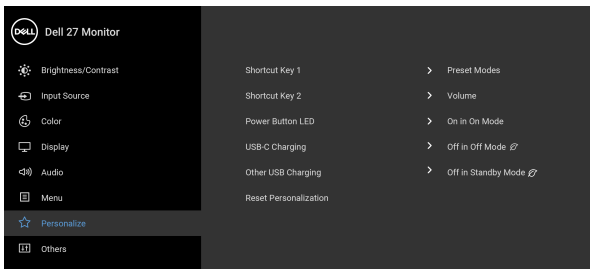 DELL Dell 27 Monitor
Brightness/Contrast
Input Source
Color
Display
Audio
Menu
Personalize
Others
Shortcut Key 1 Preset Modes
Shortcut Key 2 Volume
Power Button LED On in On Mode
USB-C Charging Off in Off Mode
Other USB Charging Off in Standby Mode
Reset Personalization